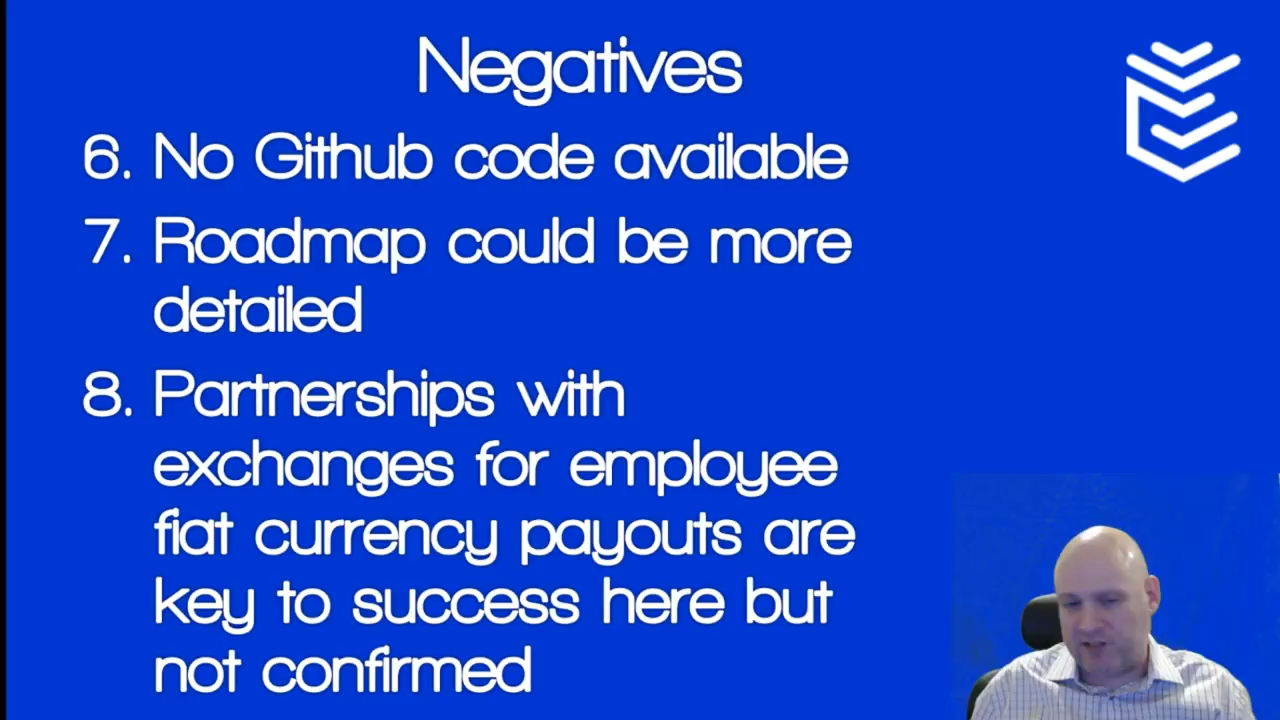 Negatives
6. No Github code available
7. Roadmap could be more
detailed
8. Partnerships with
exchanges for employee
fiat currency payouts are
key to success here but
not confirmed